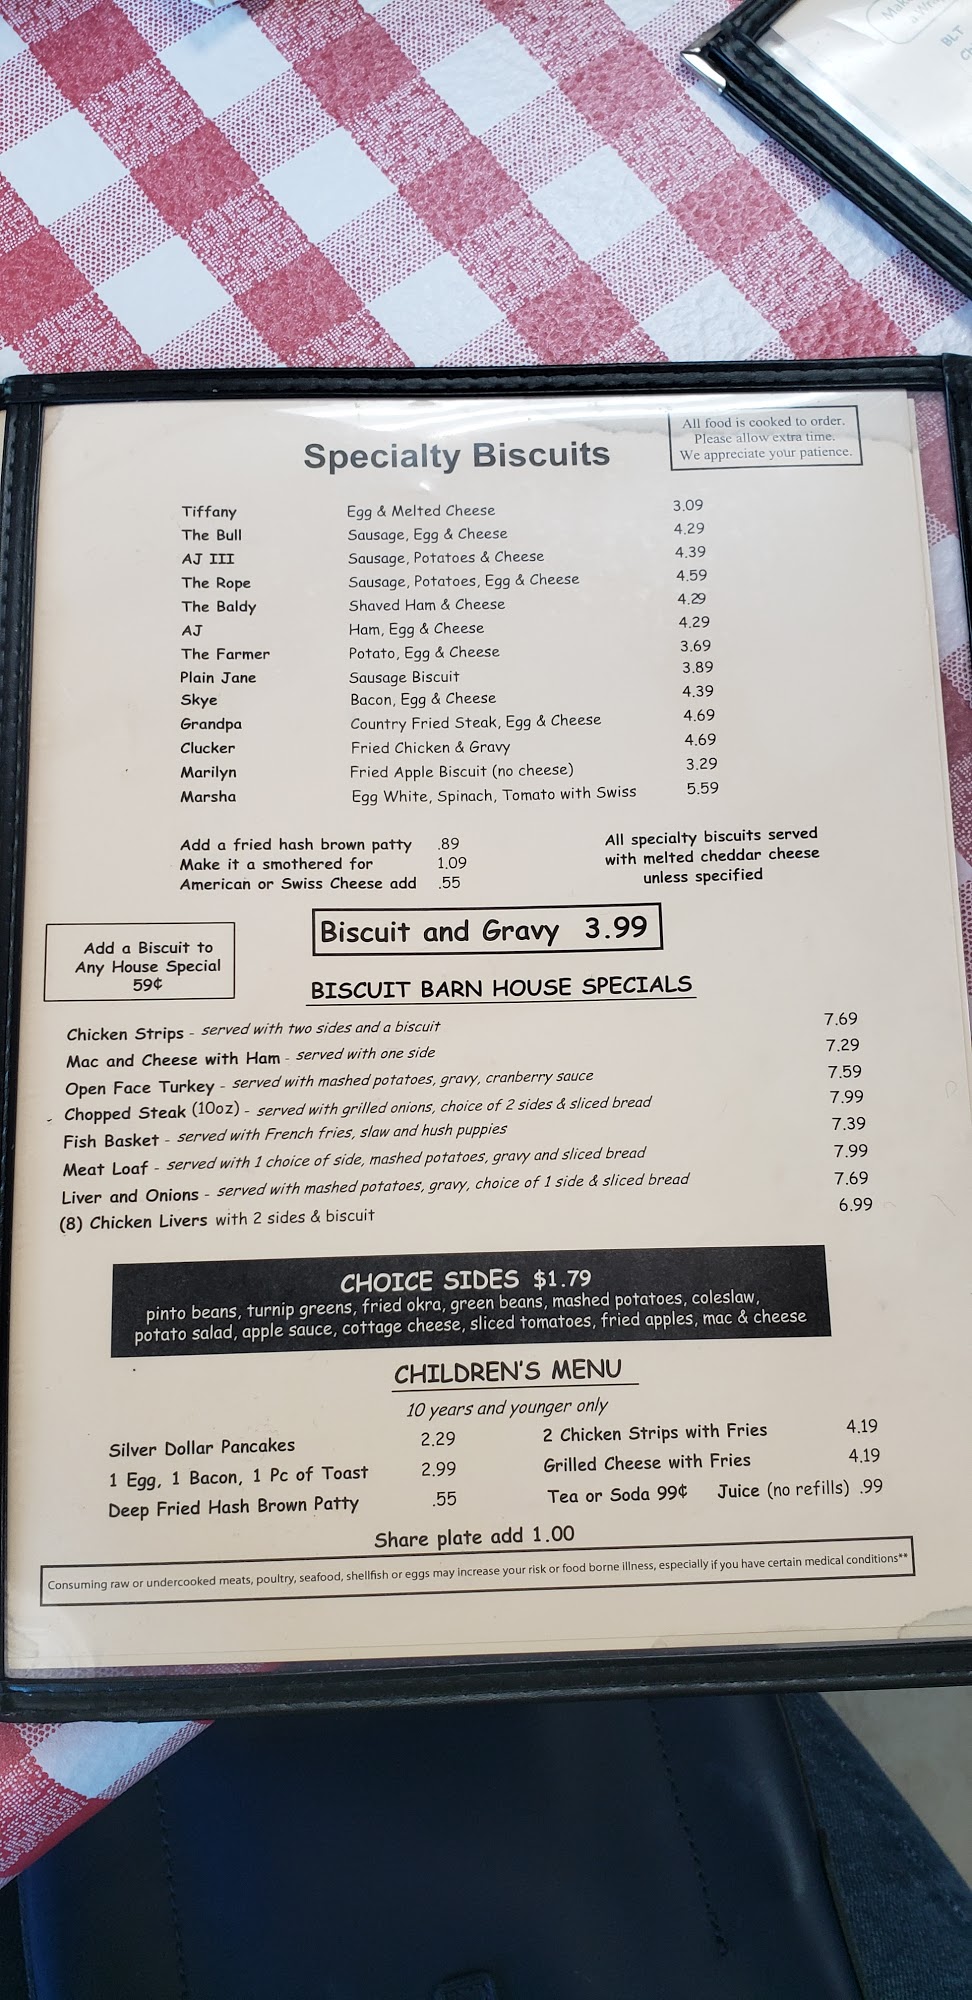 Mak
a Wra
BLT
All food is cooked to order.
Please allow extra time.
We appreciate your patience.
Specialty Biscuits
Tiffany Egg & Melted Cheese 3.09
The Bull Sausage, Egg & Cheese 4.29
AJ III Sausage, Potatoes & Cheese 4.39
The Rope Sausage, Potatoes, Egg & Cheese 4.59
The Baldy Shaved Ham & Cheese 4.29
AJ Ham, Egg & Cheese 4.29
The Farmer Potato, Egg & Cheese 3.69
Plain Jane Sausage Biscuit 3.89
Skye Bacon, Egg & Cheese 4.39
Grandpa Country Fried Steak, Egg & Cheese 4.69
Clucker Fried Chicken & Gravy 4.69
Marilyn Fried Apple Biscuit (no cheese) 3.29
Marsha Egg White, Spinach, Tomato with Swiss 5.59
Add a fried hash brown patty .89
Make it a smothered for 1.09
American or Swiss Cheese add .55
All specialty biscuits served
with melted cheddar cheese
unless specified
Biscuit and Gravy 3.99
Add a Biscuit to
Any House Special
59¢
BISCUIT BARN HOUSE SPECIALS
Chicken Strips - served with two sides and a biscuit 7.69
Mac and Cheese with Ham - served with one side 7.29
Open Face Turkey - served with mashed potatoes, gravy, cranberry sauce 7.59
Chopped Steak (10oz) - served with grilled onions, choice of 2 sides & sliced bread 7.99
Fish Basket - served with French fries, slaw and hush puppies 7.39
Meat Loaf - served with 1 choice of side, mashed potatoes, gravy and sliced bread 7.99
Liver and Onions - served with mashed potatoes, gravy, choice of 1 side & sliced bread 7.69
(8) Chicken Livers with 2 sides & biscuit 6.99
CHOICE SIDES $1.79
pinto beans, turnip greens, fried okra, green beans, mashed potatoes, coleslaw,
potato salad, apple sauce, cottage cheese, sliced tomatoes, fried apples, mac & cheese
CHILDREN'S MENU
10 years and younger only
Silver Dollar Pancakes 2.29 2 Chicken Strips with Fries 4.19
1 Egg, 1 Bacon, 1 Pc of Toast 2.99 Grilled Cheese with Fries 4.19
Deep Fried Hash Brown Patty .55 Tea or Soda 99¢ Juice (no refills) .99
Share plate add 1.00
Consuming raw or undercooked meats, poultry, seafood, shellfish or eggs may increase your risk or food borne illness, especially if you have certain medical conditions**